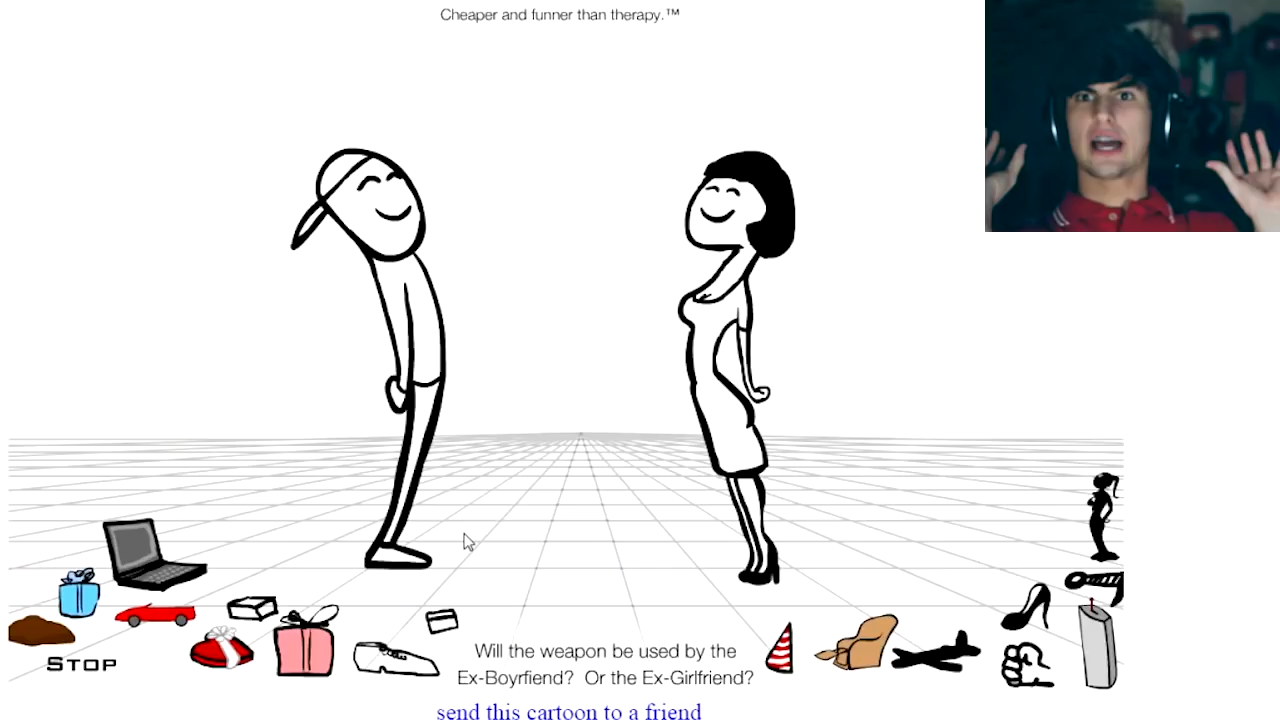 Cheaper and funner than therapy.™
STOP
Will the weapon be used by the
Ex-Boyrfiend? Or the Ex-Girlfriend?
send this cartoon to a friend